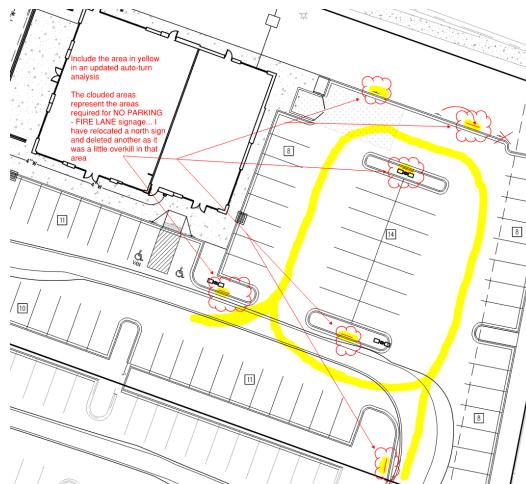 Include the area in yellow
in an updated auto-turn
analysis
The clouded areas
represent the areas
required for NO PARKING
- FIRE LANE signage... I
have relocated a north sign
and deleted another as it
was a little overkill in that
area
8
11
14
8
VAN
10
11
8